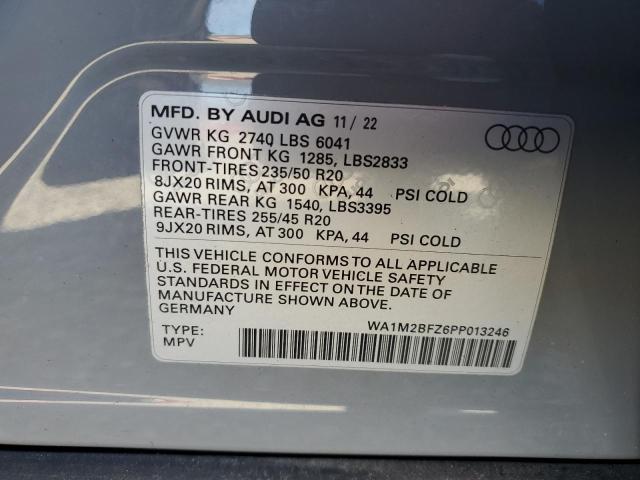 MFD. BY AUDI AG 11/ 22
GVWR KG 2740 LBS 6041
GAWR FRONT KG 1285, LBS2833
FRONT-TIRES 235/50 R20
8JX20 RIMS, AT 300 KPA, 44 PSI COLD
GAWR REAR KG 1540, LBS3395
REAR-TIRES 255/45 R20
9JX20 RIMS, AT 300 KPA, 44 PSI COLD
THIS VEHICLE CONFORMS TO ALL APPLICABLE
U.S. FEDERAL MOTOR VEHICLE SAFETY
STANDARDS IN EFFECT ON THE DATE OF
MANUFACTURE SHOWN ABOVE.
GERMANY
WA1M2BFZ6PP013246
TYPE:
MPV